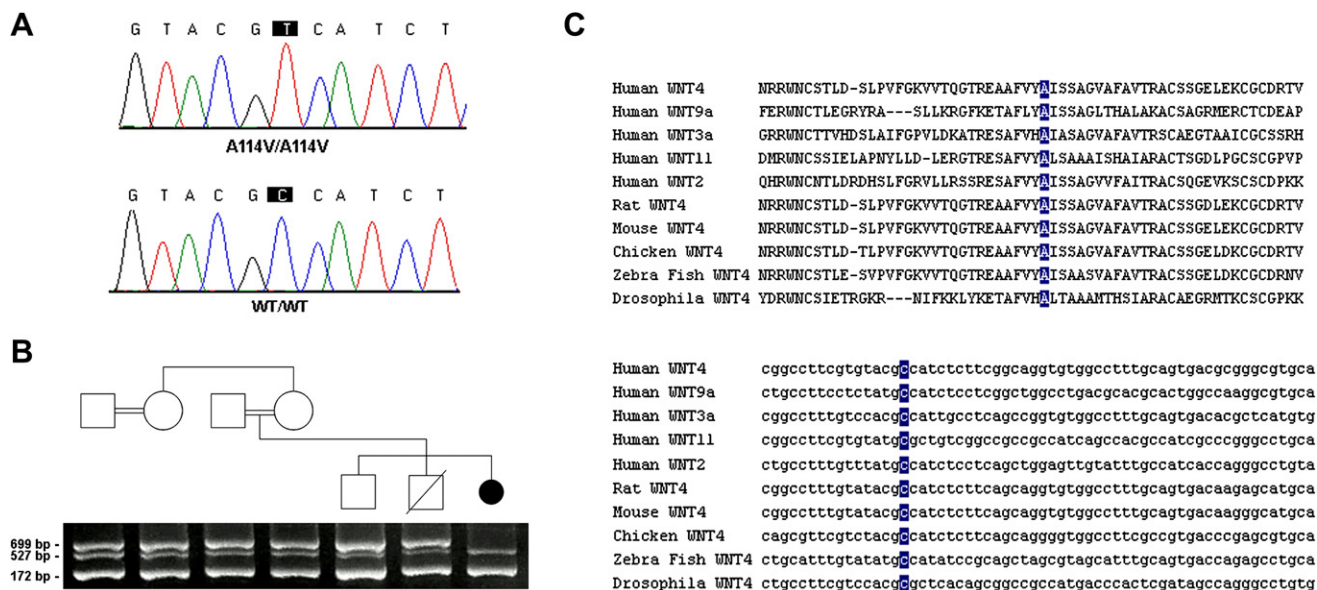 A
G T A C G T C A T C T
A114V/A114V
G T A C G C C A T C T
WT/WT
B
699 bp -
527 bp -
172 bp -
C
Human WNT4 NRRWNCSTLD-SLPVFGKVVTQGTREAAFVYAISSAGVAFAVTRACSSGELEKCGCDRTV
Human WNT9a FERWNCTLEGRYRA---SLLKRGFKETAFLYAISSAGLTHALAKACSAGRMERCTCDEAP
Human WNT3a GRRWNCTTVHDSLAIFGPVLDKATRESAFVHAIASAGVAFAVTRSCAEGTAAICGCSSRH
Human WNT11 DMRWNCSSIELAPNYLLD-LERGTRESAFVYALSAAAISHAIARACTSGDLPGCSCGPVP
Human WNT2 QHRWNCNTLDRDHSLFGRVLLRSSRESAFVYAISSAGVVFAITRACSQGEVKSCSCDPKK
Rat WNT4 NRRWNCSTLD-SLPVFGKVVTQGTREAAFVYAISSAGVAFAVTRACSSGDLEKCGCDRTV
Mouse WNT4 NRRWNCSTLD-SLPVFGKVVTQGTREAAFVYAISSAGVAFAVTRACSSGELEKCGCDRTV
Chicken WNT4 NRRWNCSTLD-TLPVFGKVVTQGTREAAFVYAISSAGVAFAVTRACSSGELDKCGCDRTV
Zebra Fish WNT4 NRRWNCSTLE-SVPVFGKVVTQGTREAAFVYAISAASVAFAVTRACSSGELDKCGCDRNV
Drosophila WNT4 YDRWNCSIETRGKR---NIFKKLYKETAFVHALTAAAMTHSIARACAEGRMTKCSCGPKK
Human WNT4 cggccttcgtgtacgccatctcttcggcaggtgtggcctttgcagtgacgcgggcgtgca
Human WNT9a ctgccttcctctatgccatctcctcggctggcctgacgcacgcactggccaaggcgtgca
Human WNT3a cggcctttgtccacgccattgcctcagccggtgtggcctttgcagtgacacgctcatgtg
Human WNT11 cggccttcgtgtatgcgctgtcggccgccgccatcagccacgccatcgcccgggcctgca
Human WNT2 ctgcctttgtttatgccatctcctcagctggagttgtatttgccatcaccagggcctgta
Rat WNT4 cggcctttgtatacgccatctcttcagcaggtgtggcctttgcagtgacaagagcatgca
Mouse WNT4 cggcctttgtgtacgccatctcttcagcaggtgtggcctttgcagtgacaagggcatgca
Chicken WNT4 cagcgttcgtctacgccatctcttcggcaggtgtggccttcgccgtgacccgtgcgtgca
Zebra Fish WNT4 ctgcatttgtatatgccatatccgcagctagcgtagcatttgccgtgaccagagcctgca
Drosophila WNT4 ctgccttcgtccacgcgctcacagcggccgccatgacccactcgatagccagggcctgtg